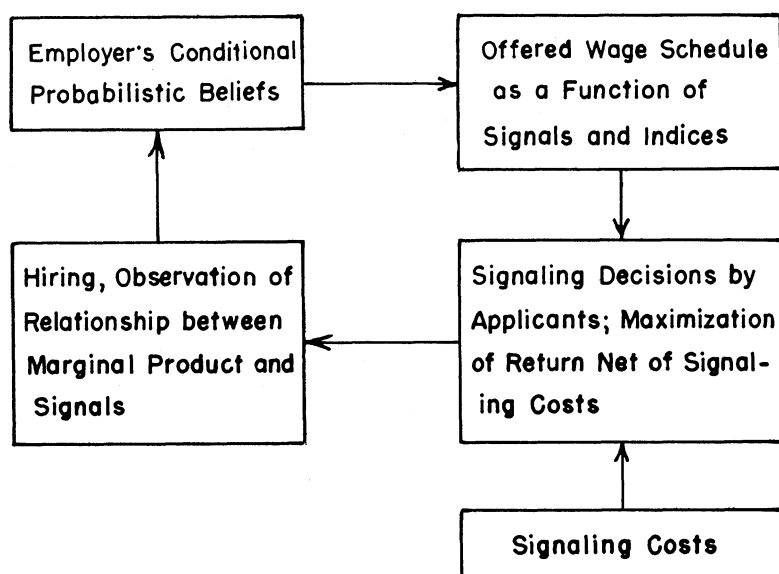 Employer's Conditional
Probabilistic Beliefs
Offered Wage Schedule
as a Function of
Signals and Indices
Hiring, Observation of
Relationship between
Marginal Product and
Signals
Signaling Decisions by
Applicants; Maximization
of Return Net of Signal-
ing Costs
Signaling Costs